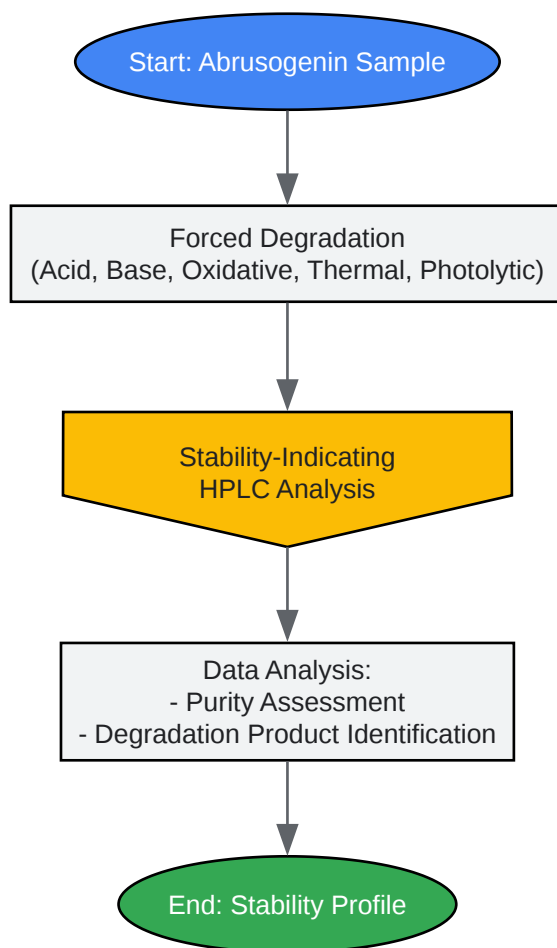 Start: Abrusogenin Sample
Forced Degradation
(Acid, Base, Oxidative, Thermal, Photolytic)
Stability-Indicating
HPLC Analysis
Data Analysis:
- Purity Assessment
- Degradation Product Identification
End: Stability Profile